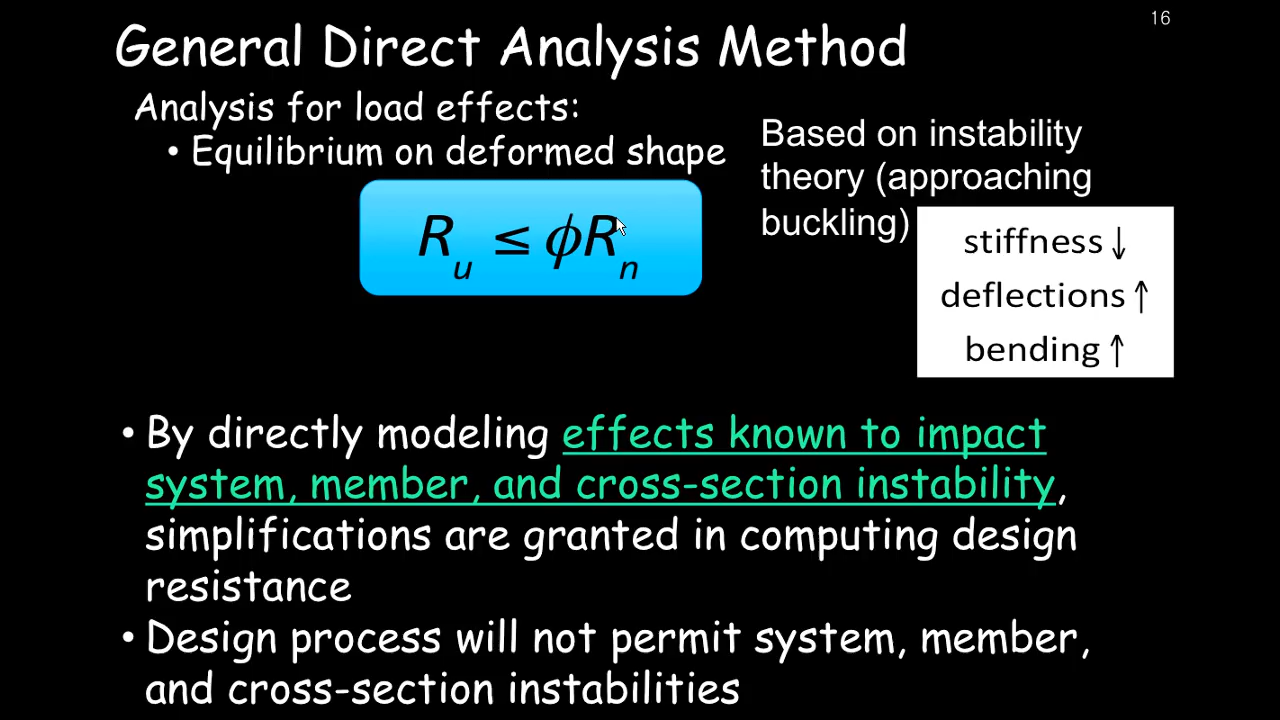 16
General Direct Analysis Method
Analysis for load effects:
• Equilibrium on deformed shape
Based on instability
theory (approaching
buckling)
R_u ≤ ϕR_n
stiffness↓
deflections↑
bending↑
• By directly modeling effects known to impact
system, member, and cross-section instability,
simplifications are granted in computing design
resistance
• Design process will not permit system, member,
and cross-section instabilities